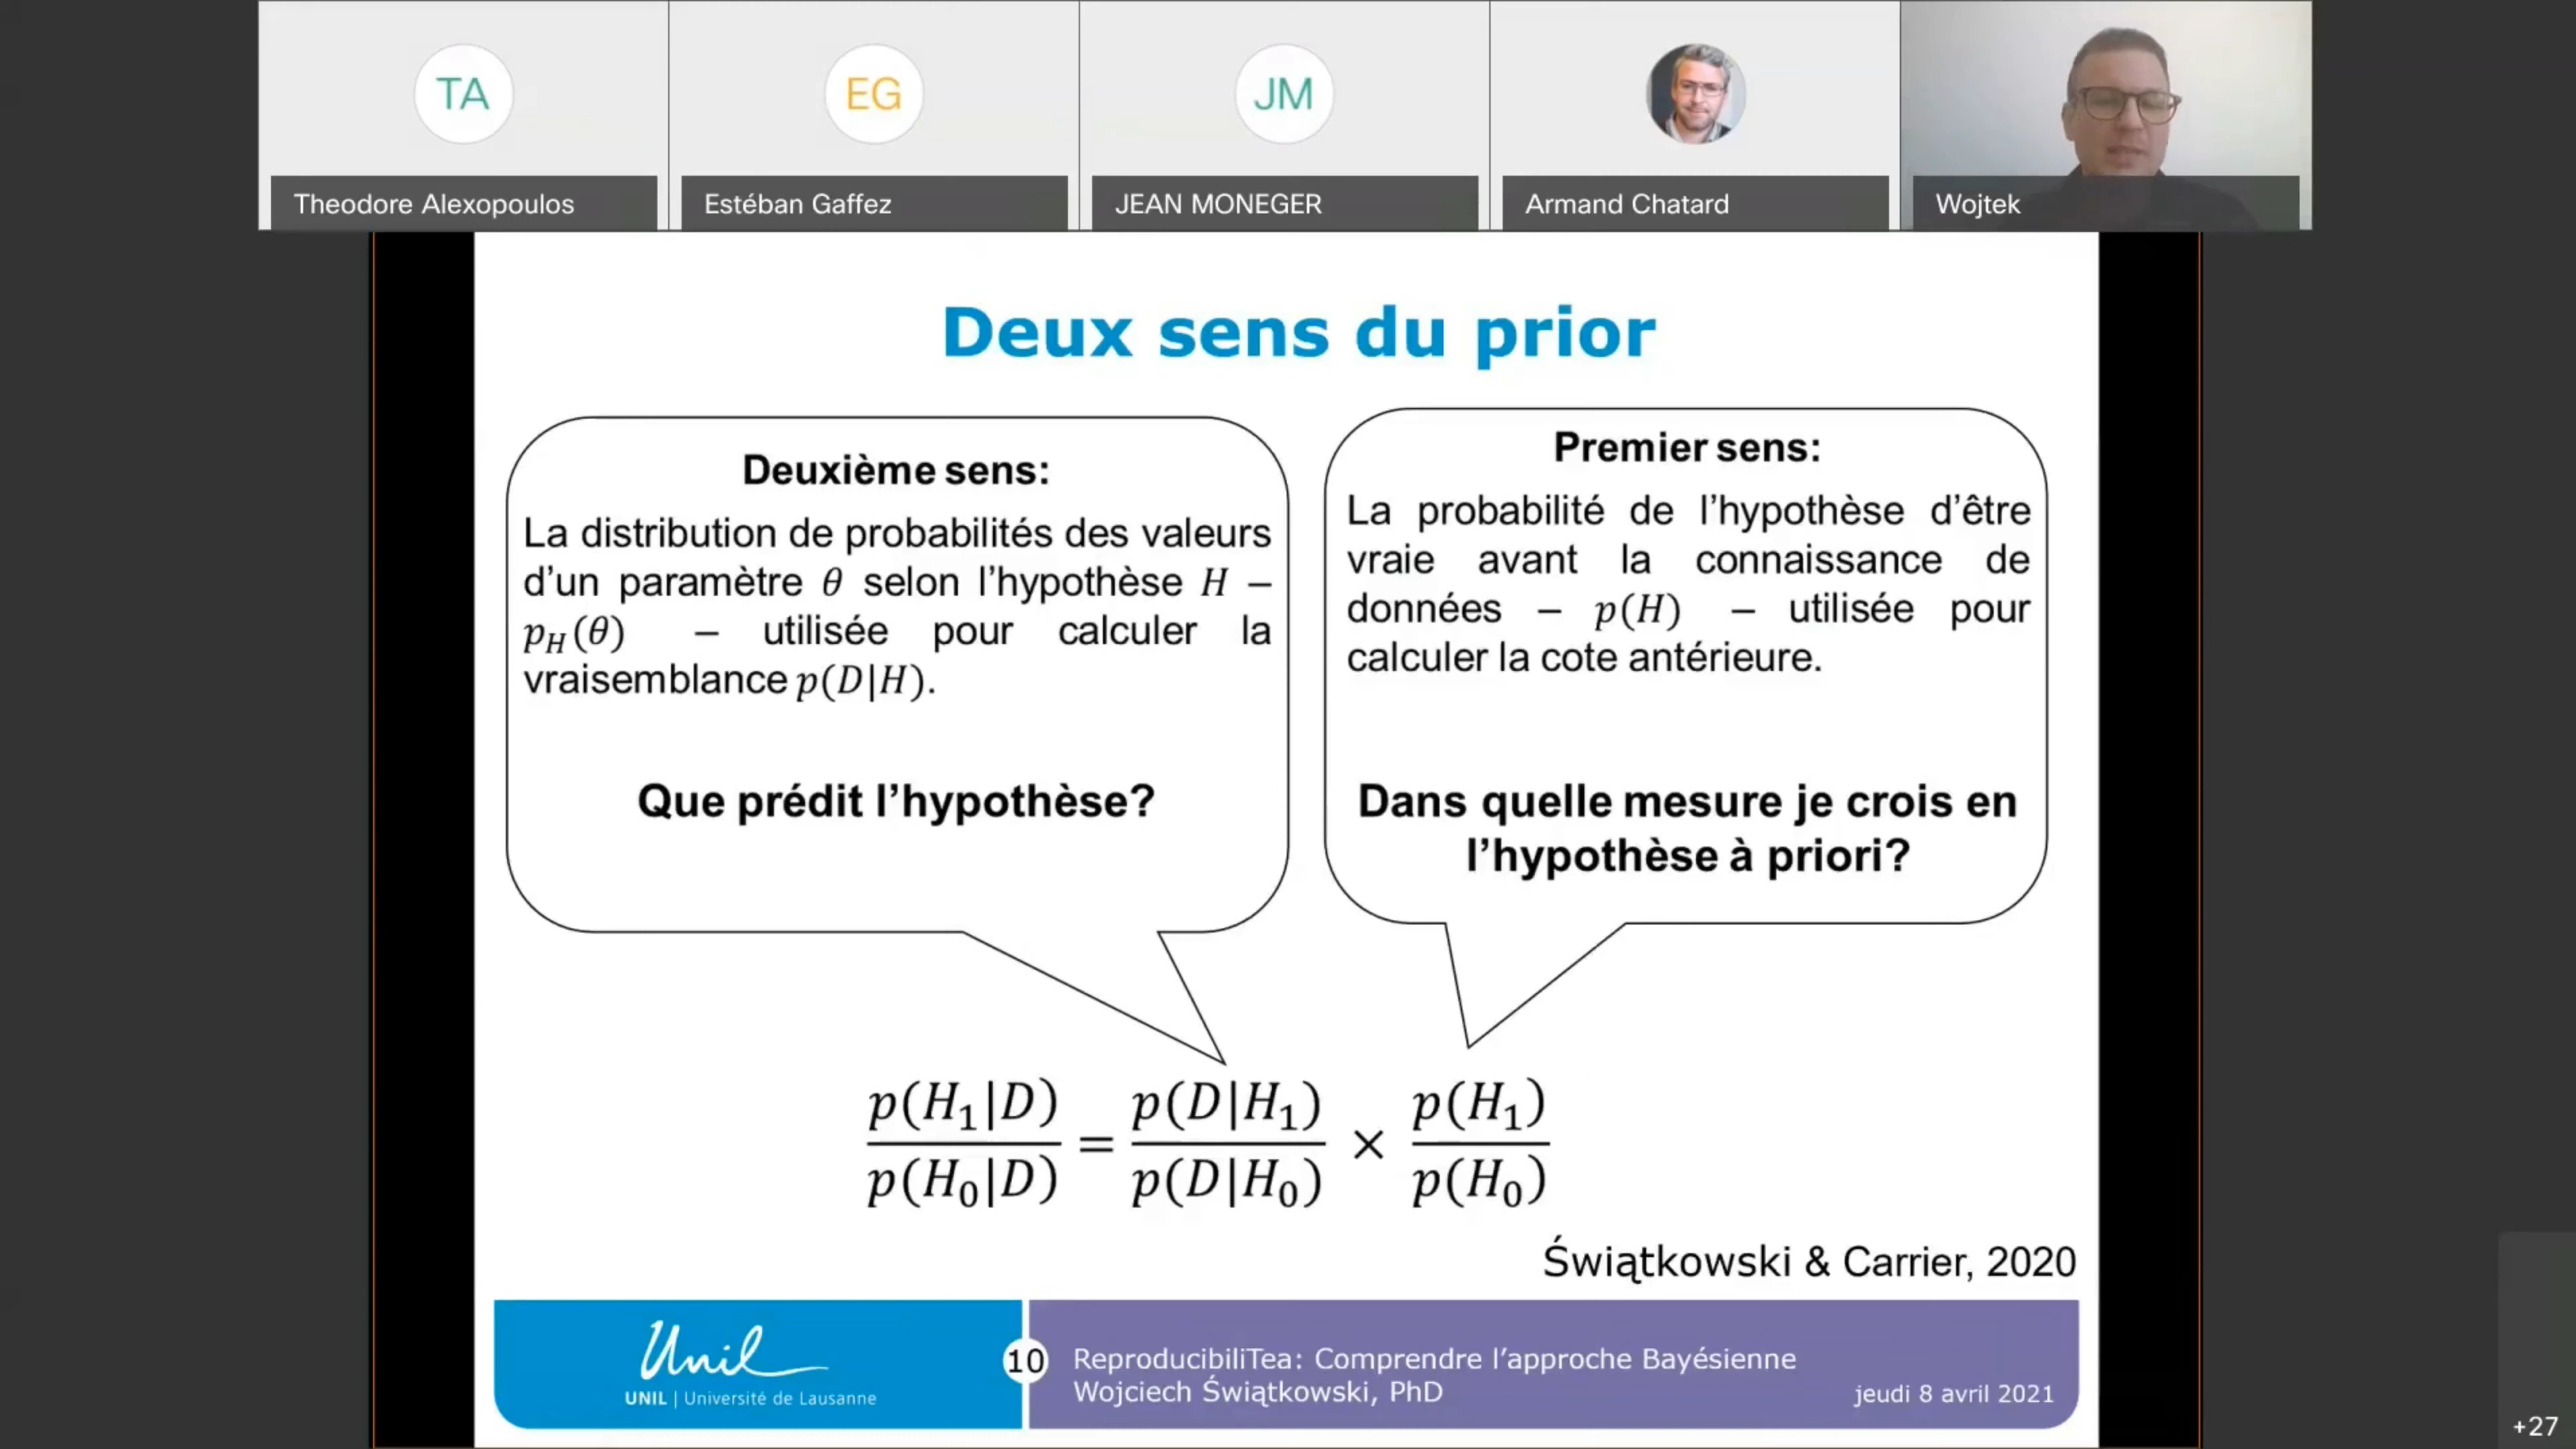 TA
EG
JM
Theodore Alexopoulos
Estéban Gaffez
JEAN MONEGER
Armand Chatard
Wojtek
Deux sens du prior
Deuxième sens:
La distribution de probabilités des valeurs
d'un paramètre θ selon l'hypothèse H –
p_H(θ) – utilisée pour calculer la
vraisemblance p(D|H).
Que prédit l'hypothèse?
Premier sens:
La probabilité de l'hypothèse d'être
vraie avant la connaissance de
données – p(H) – utilisée pour
calculer la cote antérieure.
Dans quelle mesure je crois en
l'hypothèse à priori?
p(H₁|D) / p(H₀|D) = p(D|H₁) / p(D|H₀) × p(H₁) / p(H₀)
Świątkowski & Carrier, 2020
Unil
UNIL | Université de Lausanne
10
ReproducibiliTea: Comprendre l'approche Bayésienne
Wojciech Świątkowski, PhD
jeudi 8 avril 2021
+27